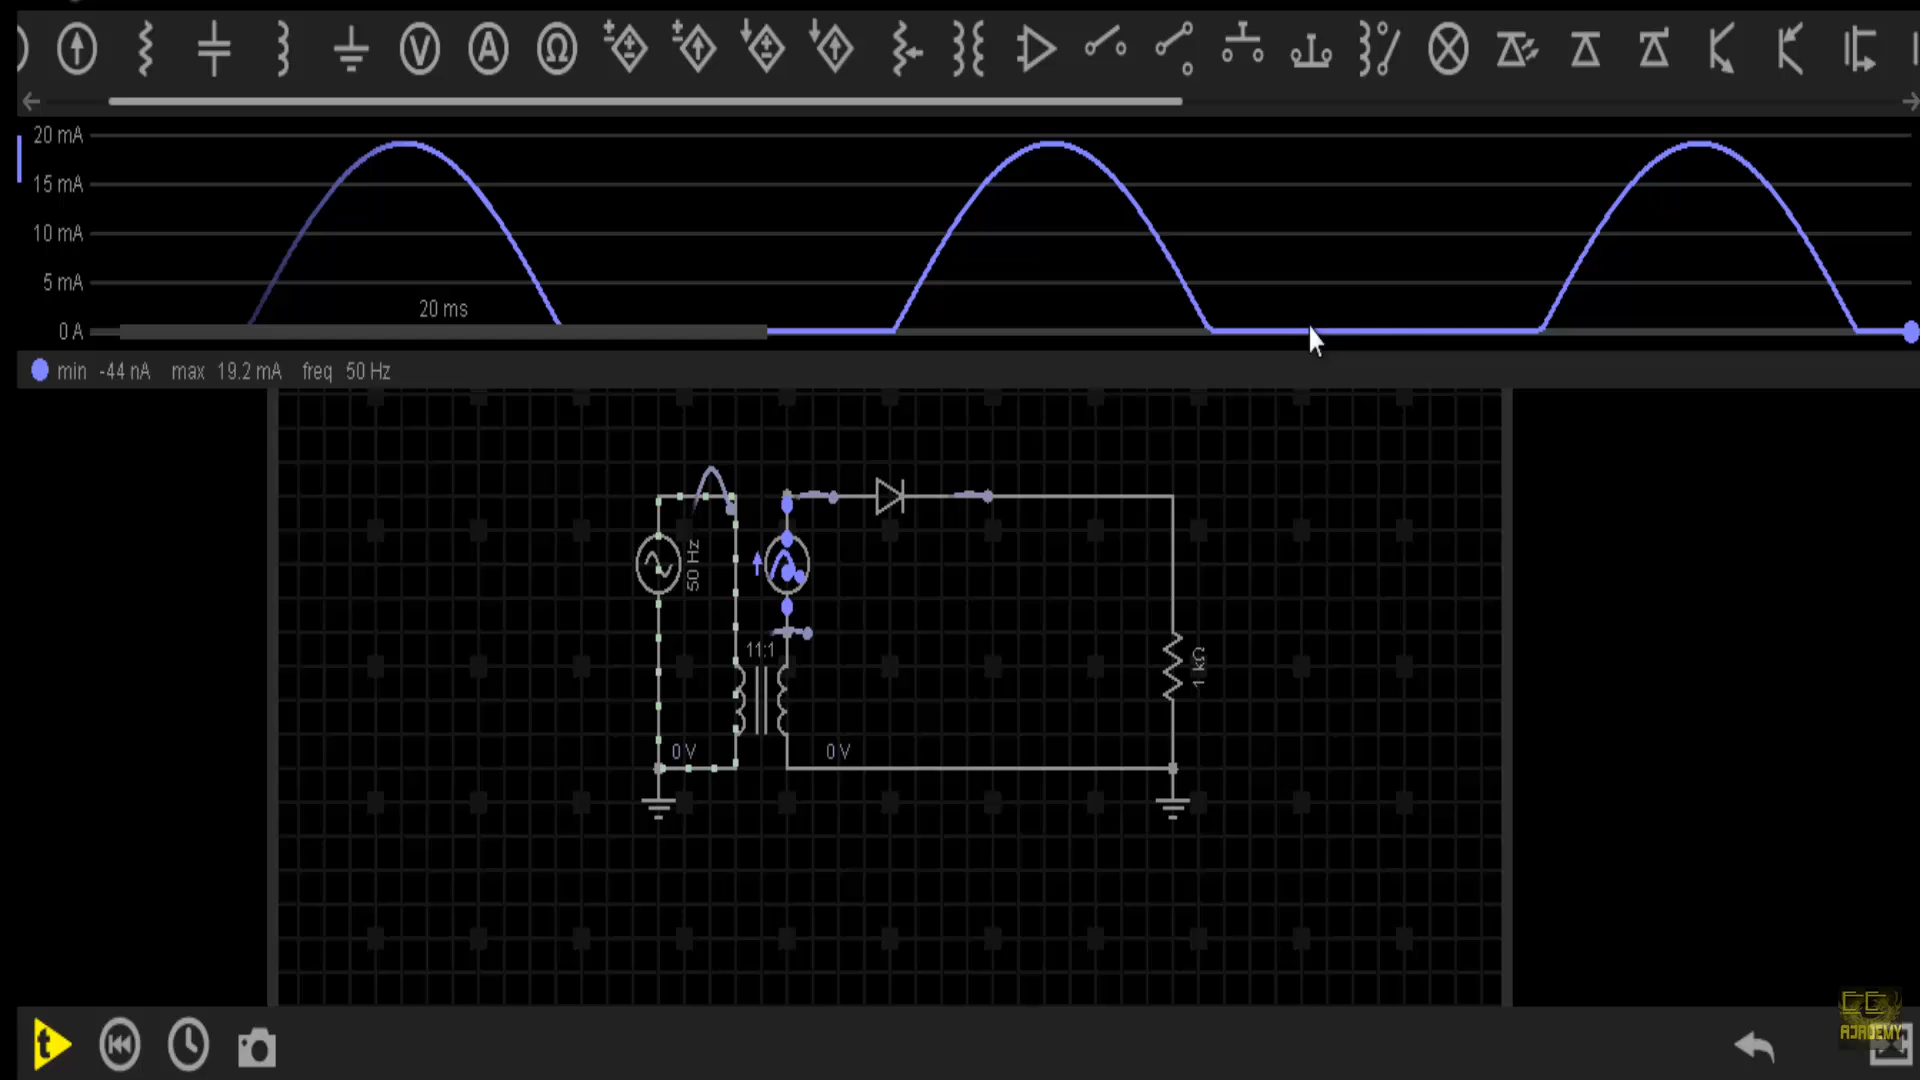 V A Ω
20 mA
15 mA
10 mA
5 mA
0 A
20 ms
min -44 nA max 19.2 mA freq 50 Hz
50 Hz
11:1
1 kΩ
0 V 0 V
t